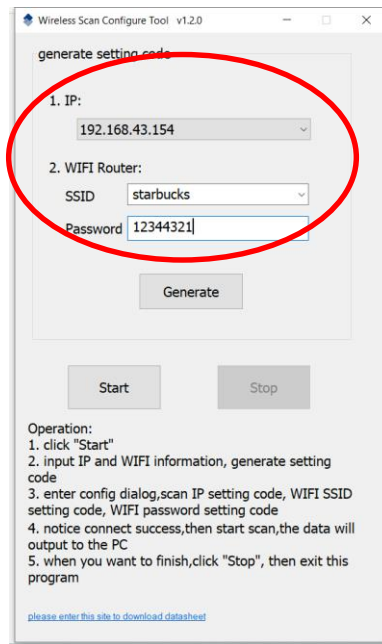 Wireless Scan Configure Tool v1.2.0
generate setting code
1. IP:
192.168.43.154
2. WIFI Router:
SSID starbucks
Password 12344321
Generate
Start Stop
Operation:
1. click "Start"
2. input IP and WIFI information, generate setting
code
3. enter config dialog,scan IP setting code, WIFI SSID
setting code, WIFI password setting code
4. notice connect success,then start scan,the data will
output to the PC
5. when you want to finish,click "Stop", then exit this
program
please enter this site to download datasheet